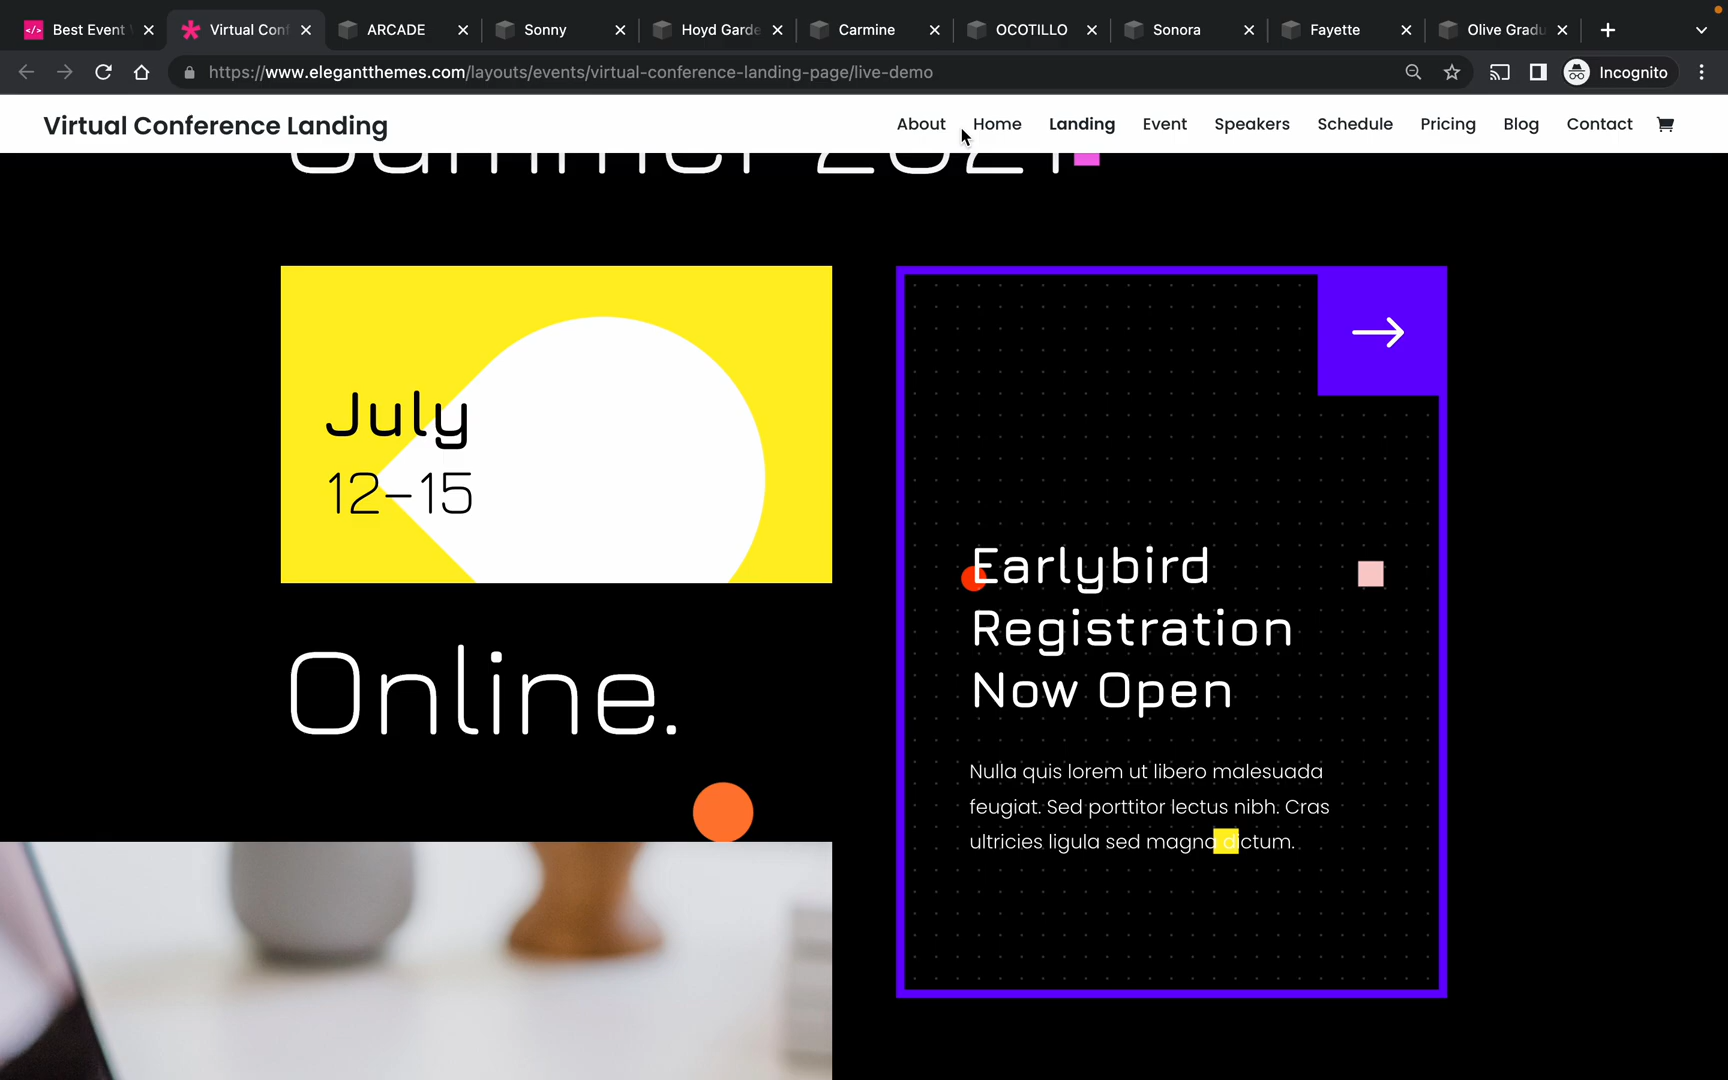 Best Event
Virtual Conf
ARCADE
Sonny
Hoyd Garde
Carmine
OCOTILLO
Sonora
Fayette
Olive Gradu
https://www.elegantthemes.com/layouts/events/virtual-conference-landing-page/live-demo
Incognito
Virtual Conference Landing
About
Home
Landing
Event
Speakers
Schedule
Pricing
Blog
Contact
Summer 2021
July
12–15
Online.
Earlybird
Registration
Now Open
Nulla quis lorem ut libero malesuada
feugiat. Sed porttitor lectus nibh. Cras
ultricies ligula sed magna dictum.